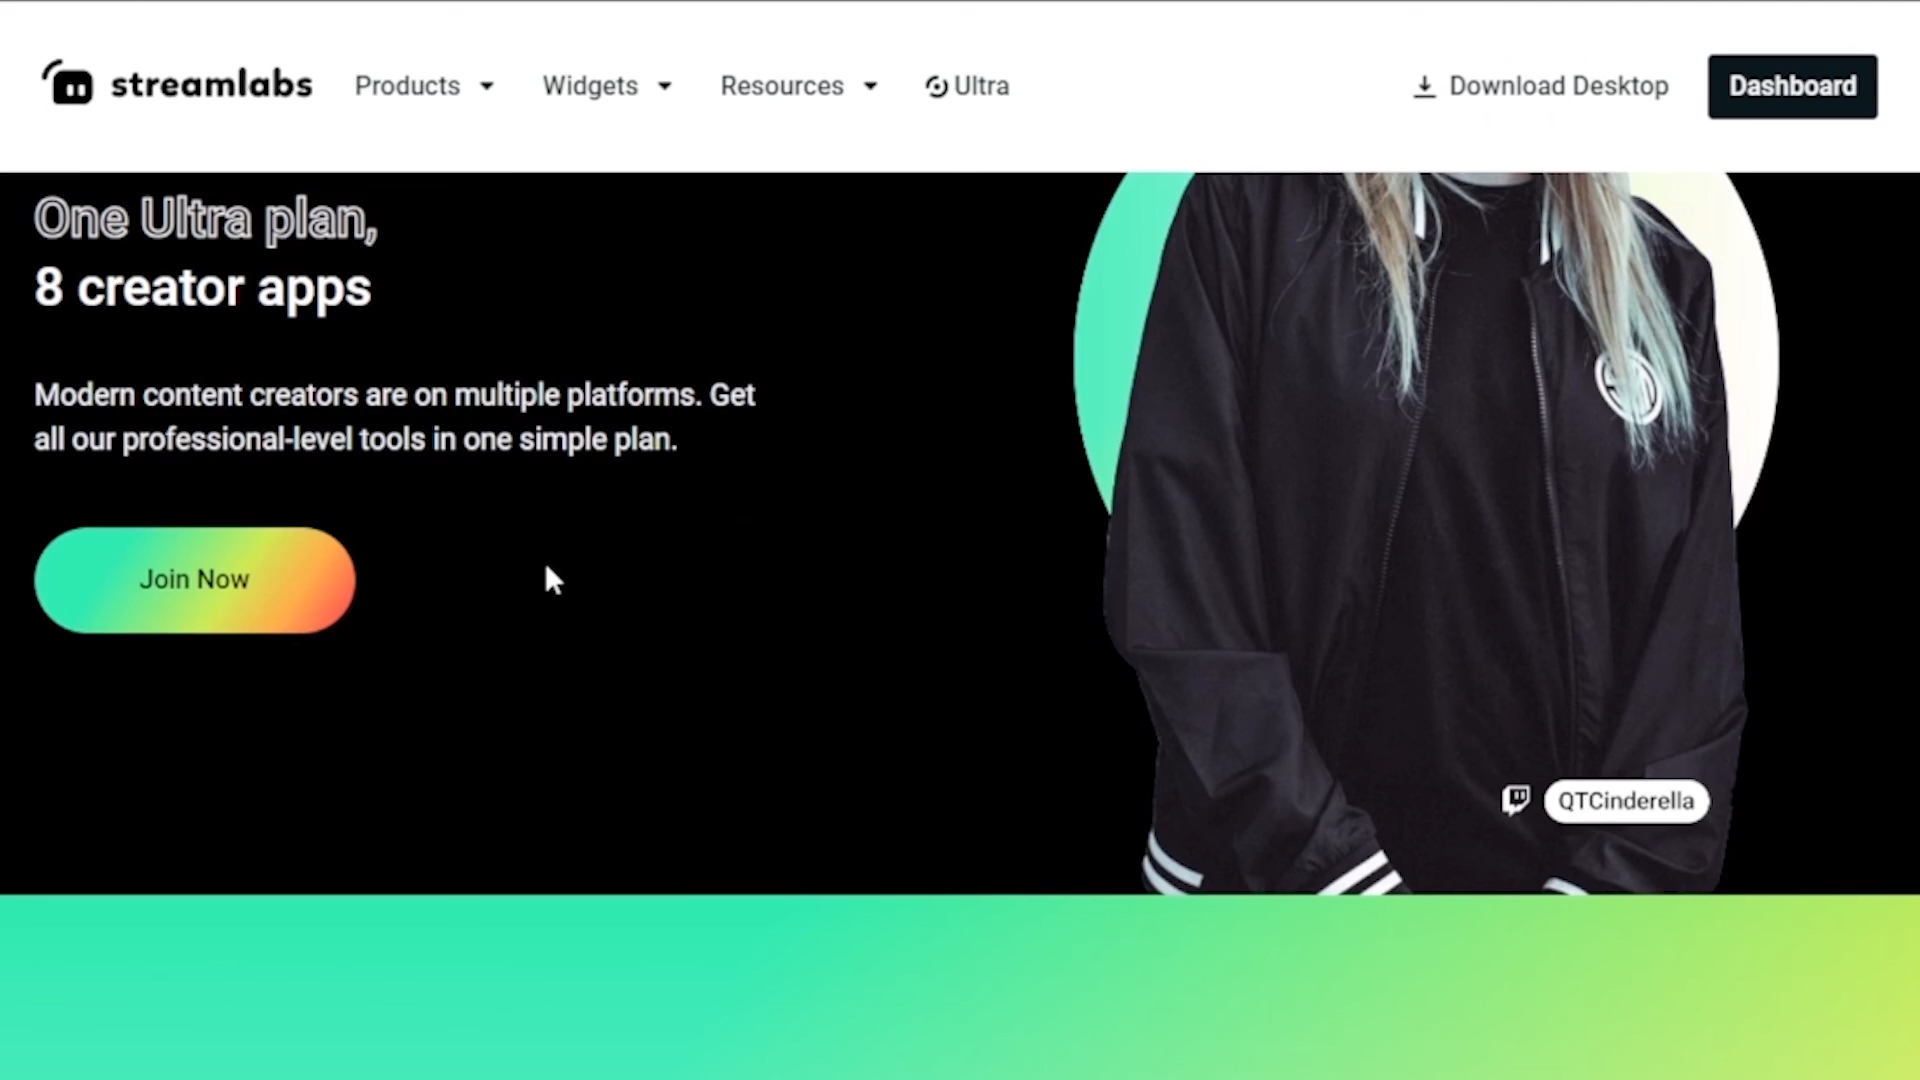 streamlabs Products Widgets Resources Ultra Download Desktop Dashboard
One Ultra plan,
8 creator apps
Modern content creators are on multiple platforms. Get
all our professional-level tools in one simple plan.
Join Now
QTCinderella